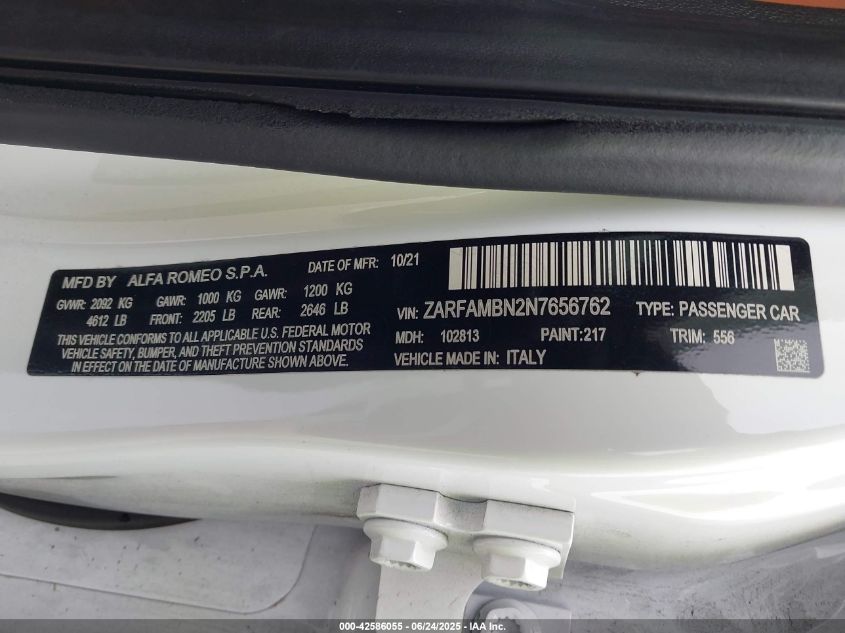 MFD BY ALFA ROMEO S.P.A. DATE OF MFR: 10/21
GVWR: 2092 KG GAWR: 1000 KG GAWR: 1200 KG
4612 LB FRONT: 2205 LB REAR: 2646 LB
THIS VEHICLE CONFORMS TO ALL APPLICABLE U.S. FEDERAL MOTOR
VEHICLE SAFETY, BUMPER, AND THEFT PREVENTION STANDARDS
IN EFFECT ON THE DATE OF MANUFACTURE SHOWN ABOVE.
VIN: ZARFAMBN2N7656762 TYPE: PASSENGER CAR
MDH: 102813 PAINT:217 TRIM: 556
VEHICLE MADE IN: ITALY
000-42586055 - 06/24/2025 - IAA Inc.